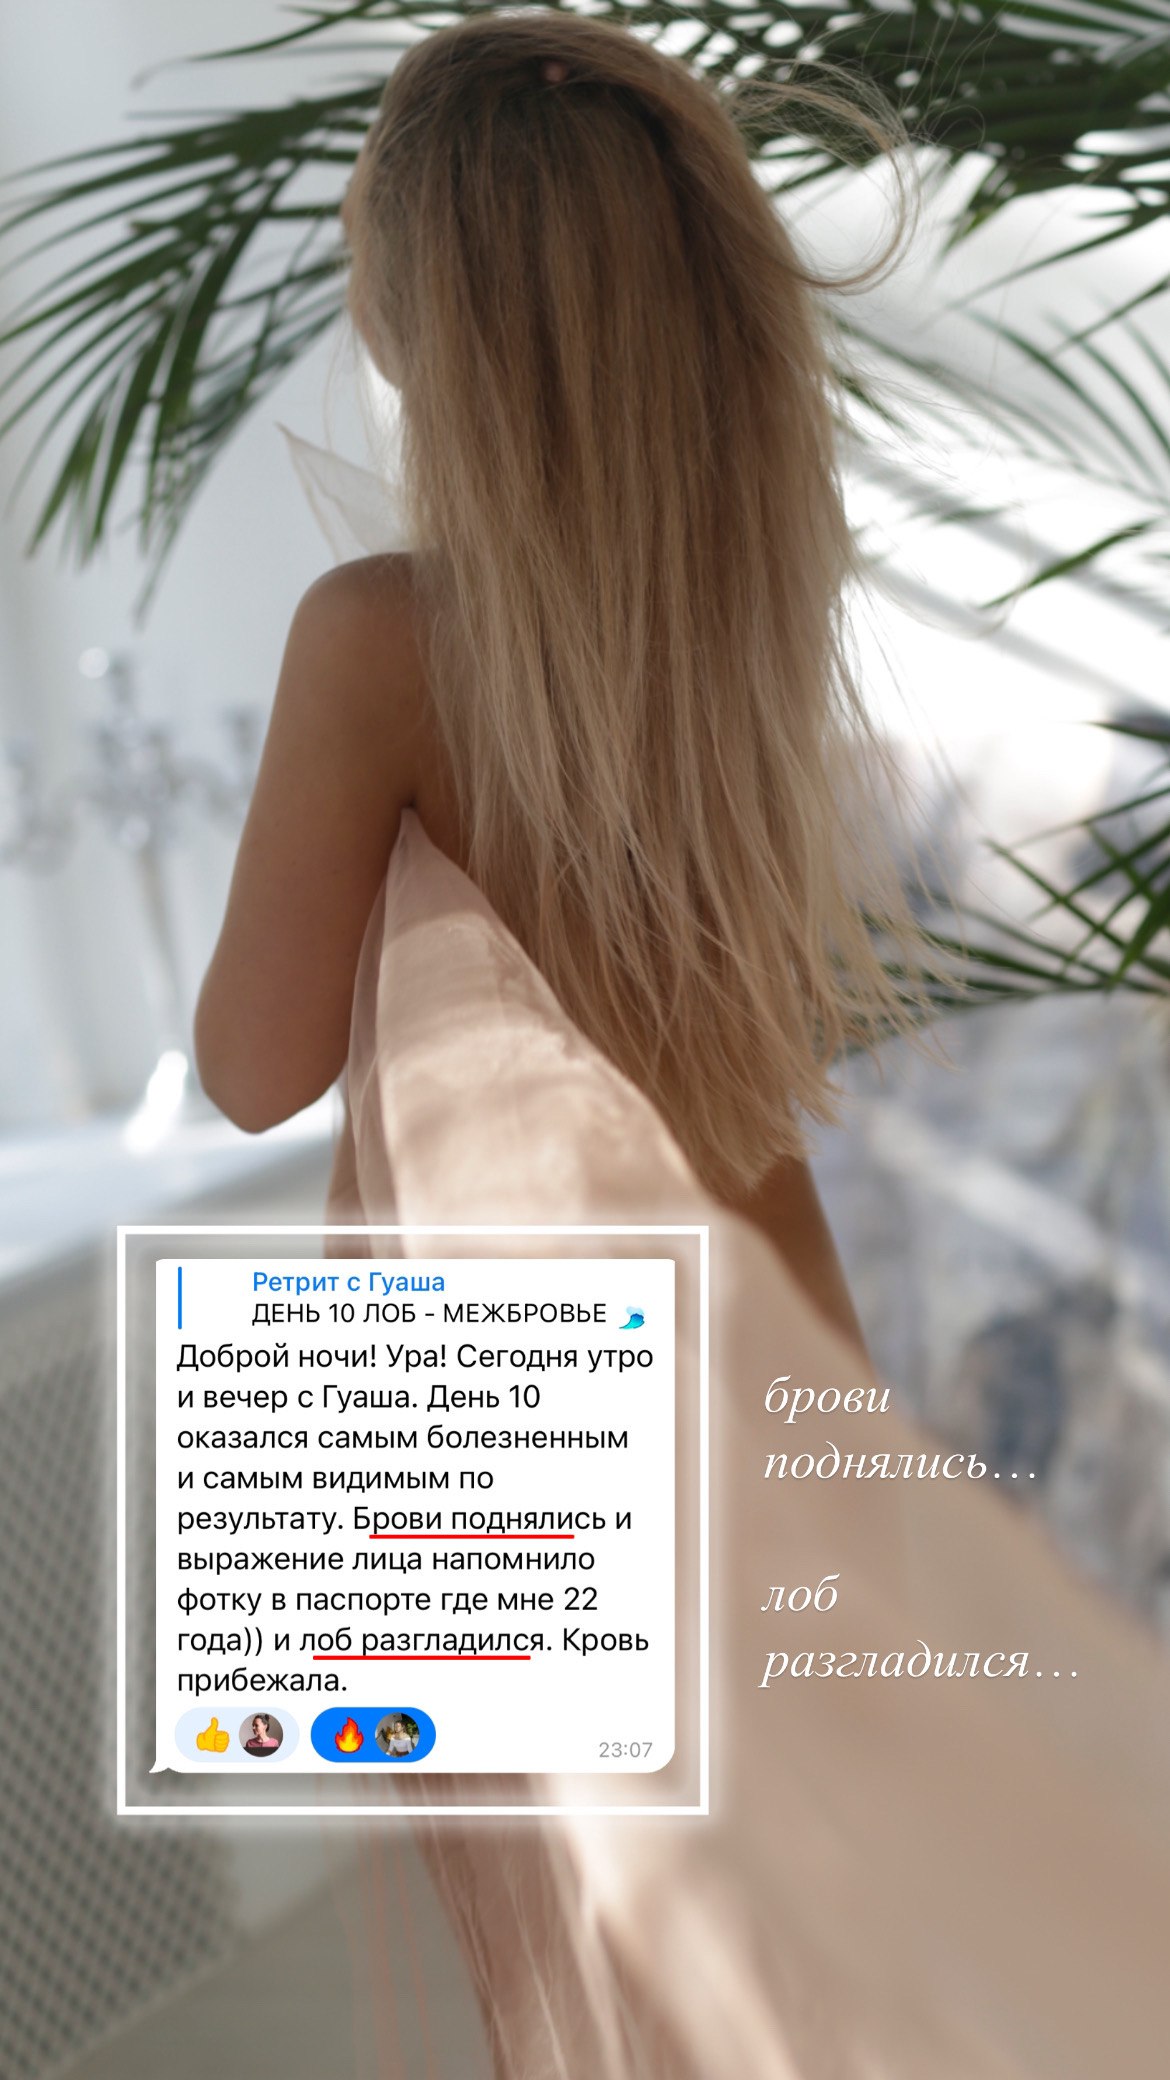 Ретрит с Гуаша
ДЕНЬ 10 ЛОБ - МЕЖБРОВЬЕ 🌊
Доброй ночи! Ура! Сегодня утро
и вечер с Гуаша. День 10
оказался самым болезненным
и самым видимым по
результату. Брови поднялись и
выражение лица напомнило
фотку в паспорте где мне 22
года)) и лоб разгладился. Кровь
прибежала.
23:07
брови
поднялись...
лоб
разгладился...